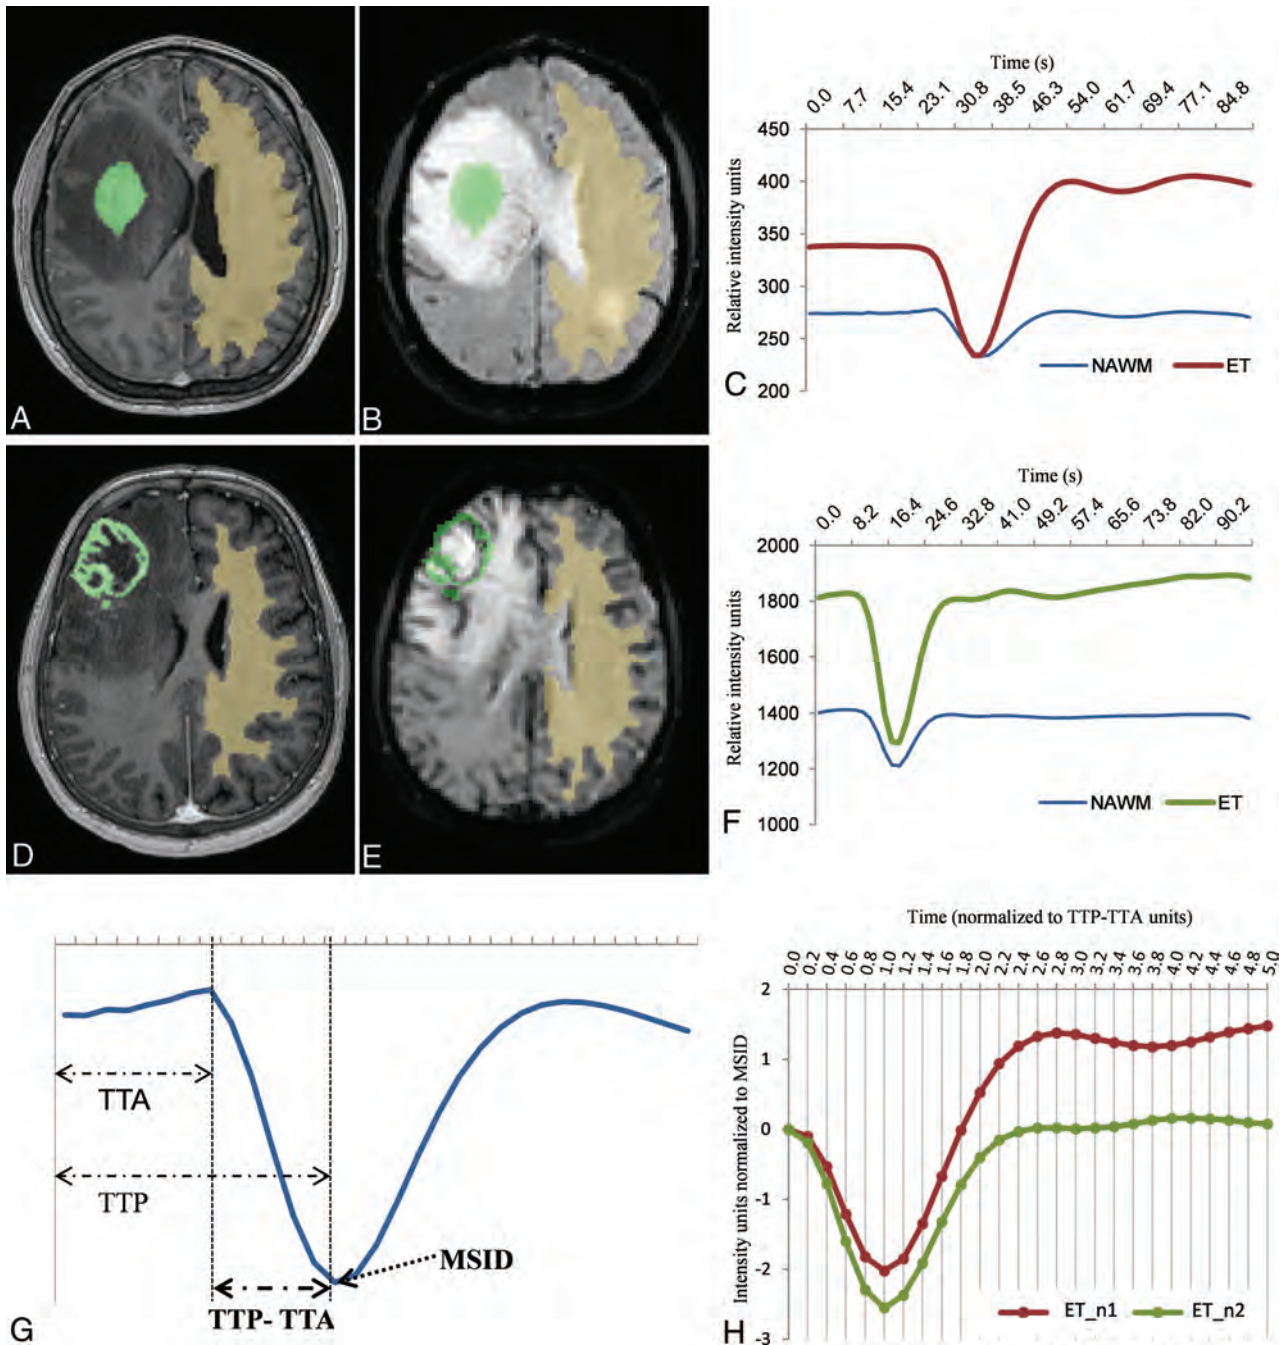 A
B
Time (s)
0.0 7.7 15.4 23.1 30.8 38.5 46.3 54.0 61.7 69.4 77.1 84.8
Relative intensity units
450
400
350
300
250
200
NAWM ET
C
D
E
Time (s)
0.0 8.2 16.4 24.6 32.8 41.0 49.2 57.4 65.6 73.8 82.0 90.2
Relative intensity units
2000
1800
1600
1400
1200
1000
NAWM ET
F
TTA
TTP
MSID
TTP- TTA
G
Time (normalized to TTP-TTA units)
0.0 0.2 0.4 0.6 0.8 1.0 1.2 1.4 1.6 1.8 2.0 2.2 2.4 2.6 2.8 3.0 3.2 3.4 3.6 3.8 4.0 4.2 4.4 4.6 4.8 5.0
Intensity units normalized to MSID
2
1
0
-1
-2
-3
ET_n1 ET_n2
H